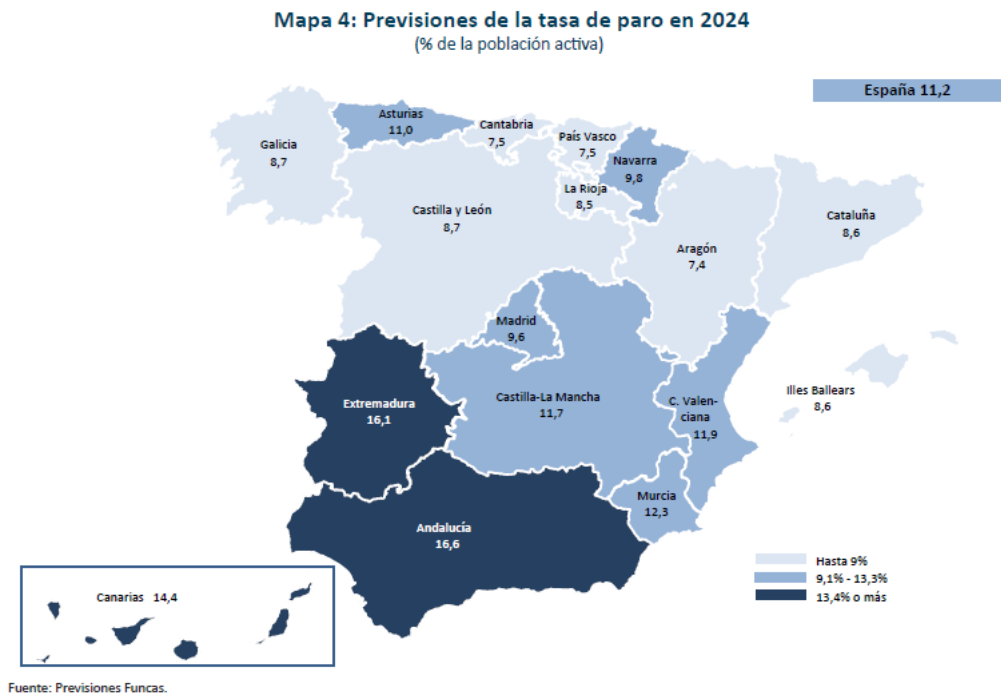 Mapa 4: Previsiones de la tasa de paro en 2024
(% de la población activa)
España 11,2
Asturias
11,0
Cantabria
7,5
País Vasco
7,5
Galicia
8,7
Navarra
9,8
La Rioja
8,5
Castilla y León
8,7
Cataluña
8,6
Aragón
7,4
Madrid
9,6
Illes Ballears
8,6
Castilla-La Mancha
11,7
C. Valen-
ciana
11,9
Extremadura
16,1
Murcia
12,3
Andalucía
16,6
Canarias 14,4
Hasta 9%
9,1% - 13,3%
13,4% o más
Fuente: Previsiones Funcas.